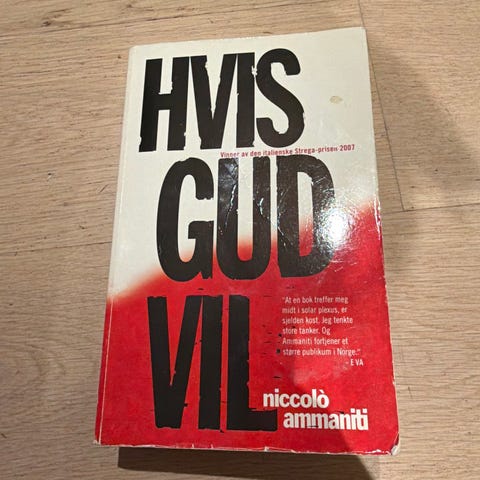 HVIS
Vinner av den italienske Strega-prisen 2007
GUD
"At en bok treffer meg
midt i solar plexus, er
sjelden kost. Jeg tenkte
store tanker. Og
Ammaniti fortjener et
større publikum i Norge."
- EVA
VIL
niccolò
ammaniti